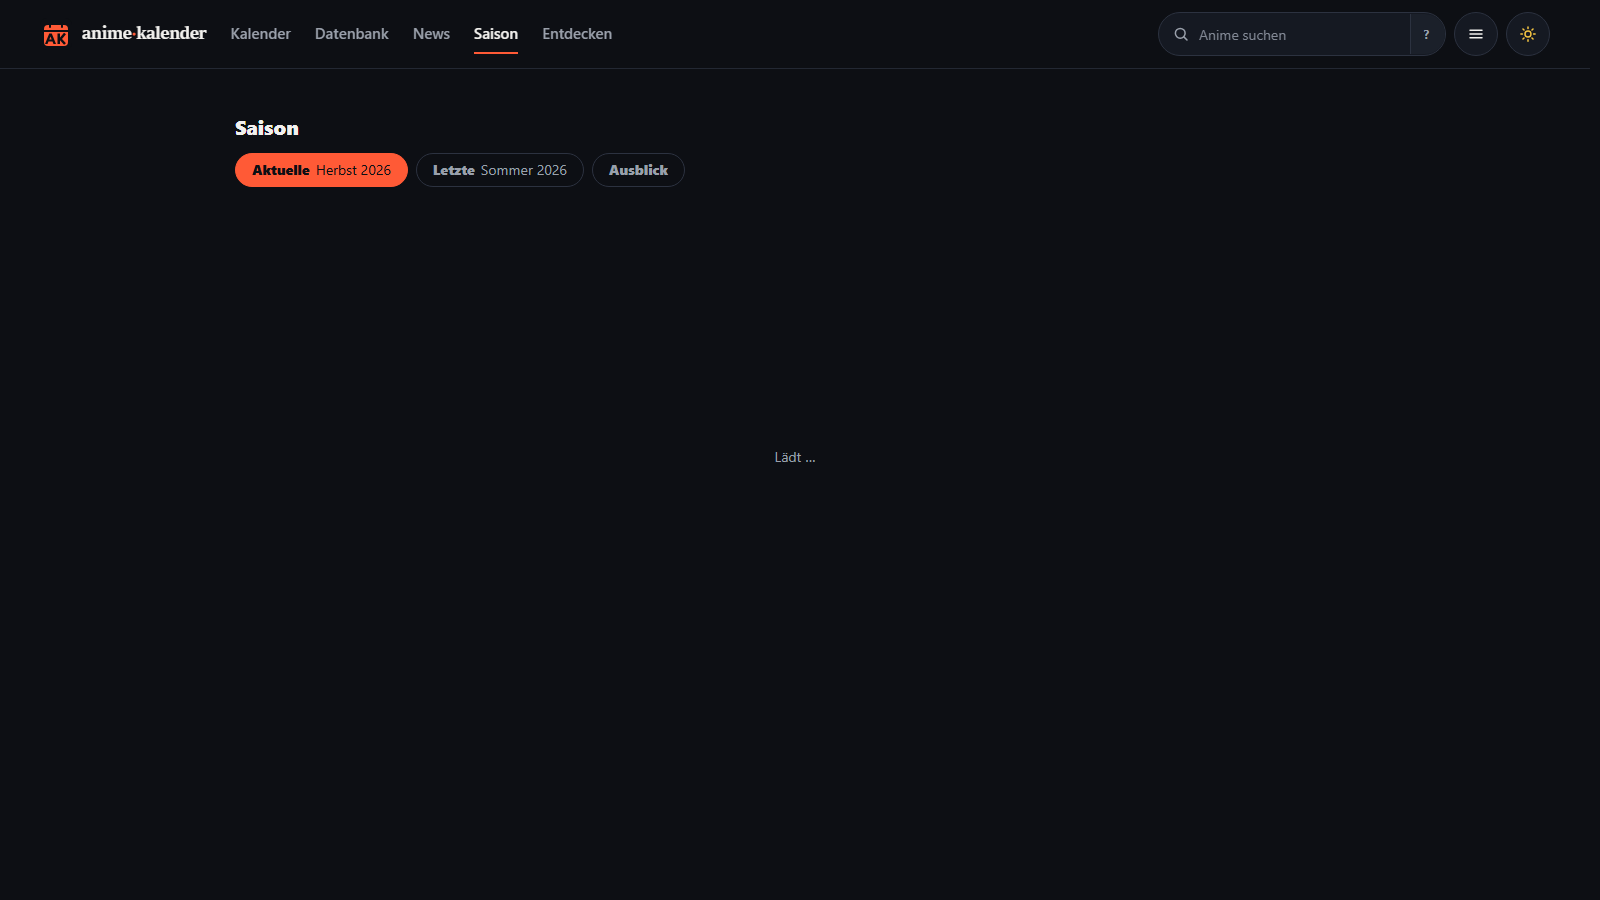 AK anime·kalender Kalender Datenbank News Saison Entdecken Anime suchen ?
Saison
Aktuelle Herbst 2026 Letzte Sommer 2026 Ausblick
Lädt ...